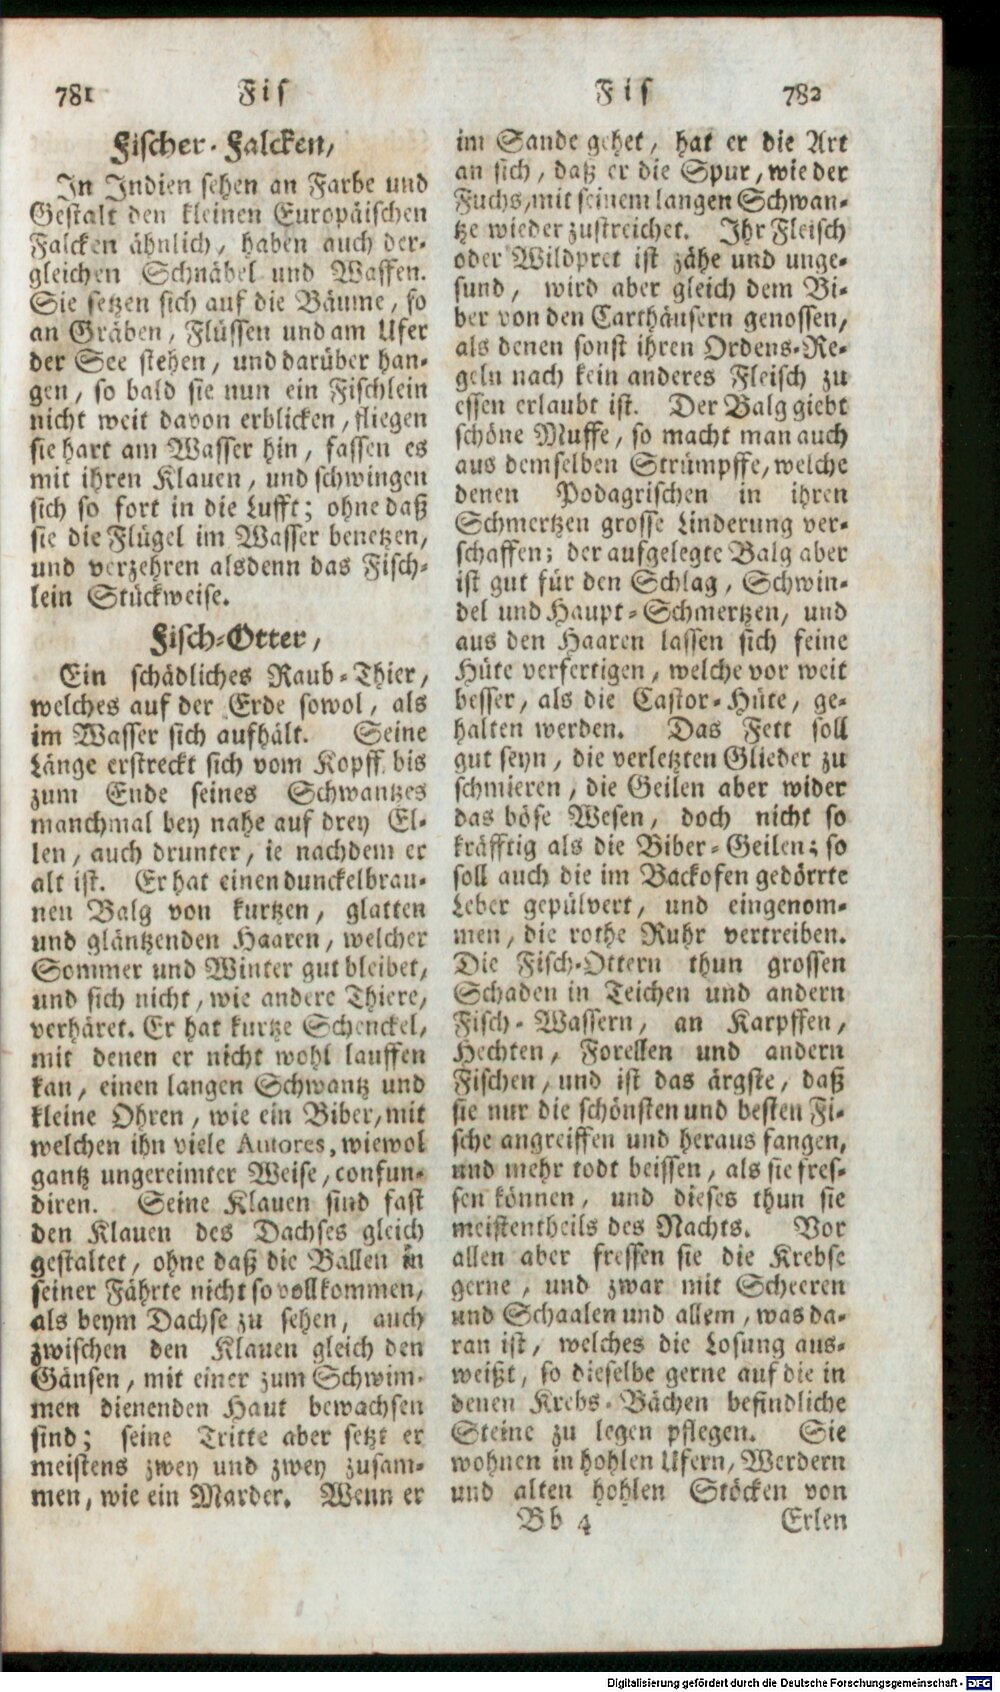 781 Fis
Fischer-Falcken,
In Indien sehen an Farbe und
Gestalt den kleinen Europäischen
Falcken ähnlich, haben auch der-
gleichen Schnäbel und Waffen.
Sie setzen sich auf die Bäume, so
an Gräben, Flüssen und am Ufer
der See stehen, und darüber han-
gen, so bald sie nun ein Fischlein
nicht weit davon erblicken, fliegen
sie hart am Wasser hin, fassen es
mit ihren Klauen, und schwingen
sich so fort in die Lufft; ohne daß
sie die Flügel im Wasser benetzen,
und verzehren alsdenn das Fisch-
lein Stückweise.
Fisch-Otter,
Ein schädliches Raub-Thier,
welches auf der Erde sowol, als
im Wasser sich aufhält. Seine
Länge erstreckt sich vom Kopff bis
zum Ende seines Schwantzes
manchmal bey nahe auf drey El-
len, auch drunter, ie nachdem er
alt ist. Er hat einen dunckelbrau-
nen Balg von kurtzen, glatten
und gläntzenden Haaren, welcher
Sommer und Winter gut bleibet,
und sich nicht, wie andere Thiere,
verhäret. Er hat kurtze Schenckel,
mit denen er nicht wohl lauffen
kan, einen langen Schwantz und
kleine Ohren, wie ein Biber, mit
welchen ihn viele Autores, wiewol
gantz ungereimter Weise, confun-
diren. Seine Klauen sind fast
den Klauen des Dachses gleich
gestaltet, ohne daß die Ballen in
seiner Fährte nicht so vollkommen,
als beym Dachse zu sehen, auch
zwischen den Klauen gleich den
Gänsen, mit einer zum Schwim-
men dienenden Haut bewachsen
sind; seine Tritte aber setzt er
meistens zwey und zwey zusam-
men, wie ein Marder. Wenn er
Fis 782
im Sande gehet, hat er die Art
an sich, daß er die Spur, wie der
Fuchs, mit seinem langen Schwan-
tze wieder zustreichet. Ihr Fleisch
oder Wildpret ist zähe und unge-
sund, wird aber gleich dem Bi-
ber von den Carthäusern genossen,
als denen sonst ihren Ordens-Re-
geln nach kein anderes Fleisch zu
essen erlaubt ist. Der Balg giebt
schöne Muffe, so macht man auch
aus demselben Strümpffe, welche
denen Podagrischen in ihren
Schmertzen grosse Linderung ver-
schaffen; der aufgelegte Balg aber
ist gut für den Schlag, Schwin-
del und Haupt-Schmertzen, und
aus den Haaren lassen sich feine
Hüte verfertigen, welche vor weit
besser, als die Castor-Hüte, ge-
halten werden. Das Fett soll
gut seyn, die verletzten Glieder zu
schmieren, die Geilen aber wider
das böse Wesen, doch nicht so
kräfftig als die Biber-Geilen; so
soll auch die im Backofen gedörrte
Leber gepülvert, und eingenom-
men, die rothe Ruhr vertreiben.
Die Fisch-Ottern thun grossen
Schaden in Teichen und andern
Fisch-Wassern, an Karpffen,
Hechten, Forellen und andern
Fischen, und ist das ärgste, daß
sie nur die schönsten und besten Fi-
sche angreiffen und heraus fangen,
und mehr todt beissen, als sie fres-
sen können, und dieses thun sie
meistentheils des Nachts. Vor
allen aber fressen sie die Krebse
gerne, und zwar mit Scheeren
und Schaalen und allem, was da-
ran ist, welches die Losung aus-
weißt, so dieselbe gerne auf die in
denen Krebs-Bächen befindliche
Steine zu legen pflegen. Sie
wohnen in hohlen Ufern, Werdern
und alten hohlen Stöcken von
Bb 4 Erlen
Digitalisierung gefördert durch die Deutsche Forschungsgemeinschaft - DFG